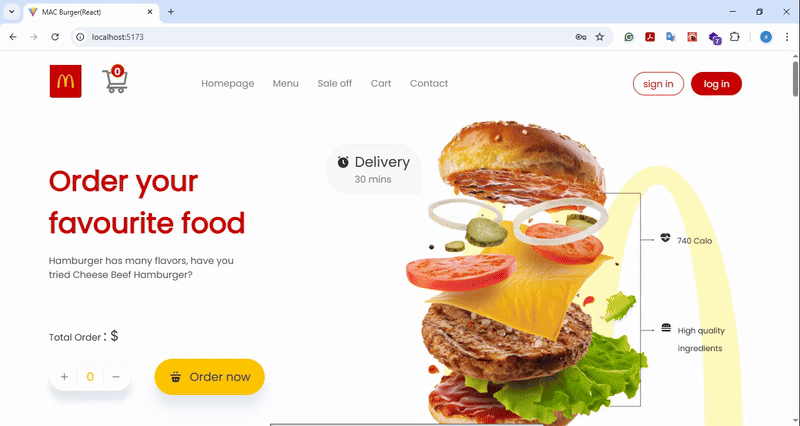 MAC Burger(React)
localhost:5173
7
a
0
Homepage
Menu
Sale off
Cart
Contact
sign in
log in
Delivery
30 mins
Order your
favourite food
Hamburger has many flavors, have you
tried Cheese Beef Hamburger?
740 Calo
High quality
ingredients
Total Order : $
+ 0 −
Order now